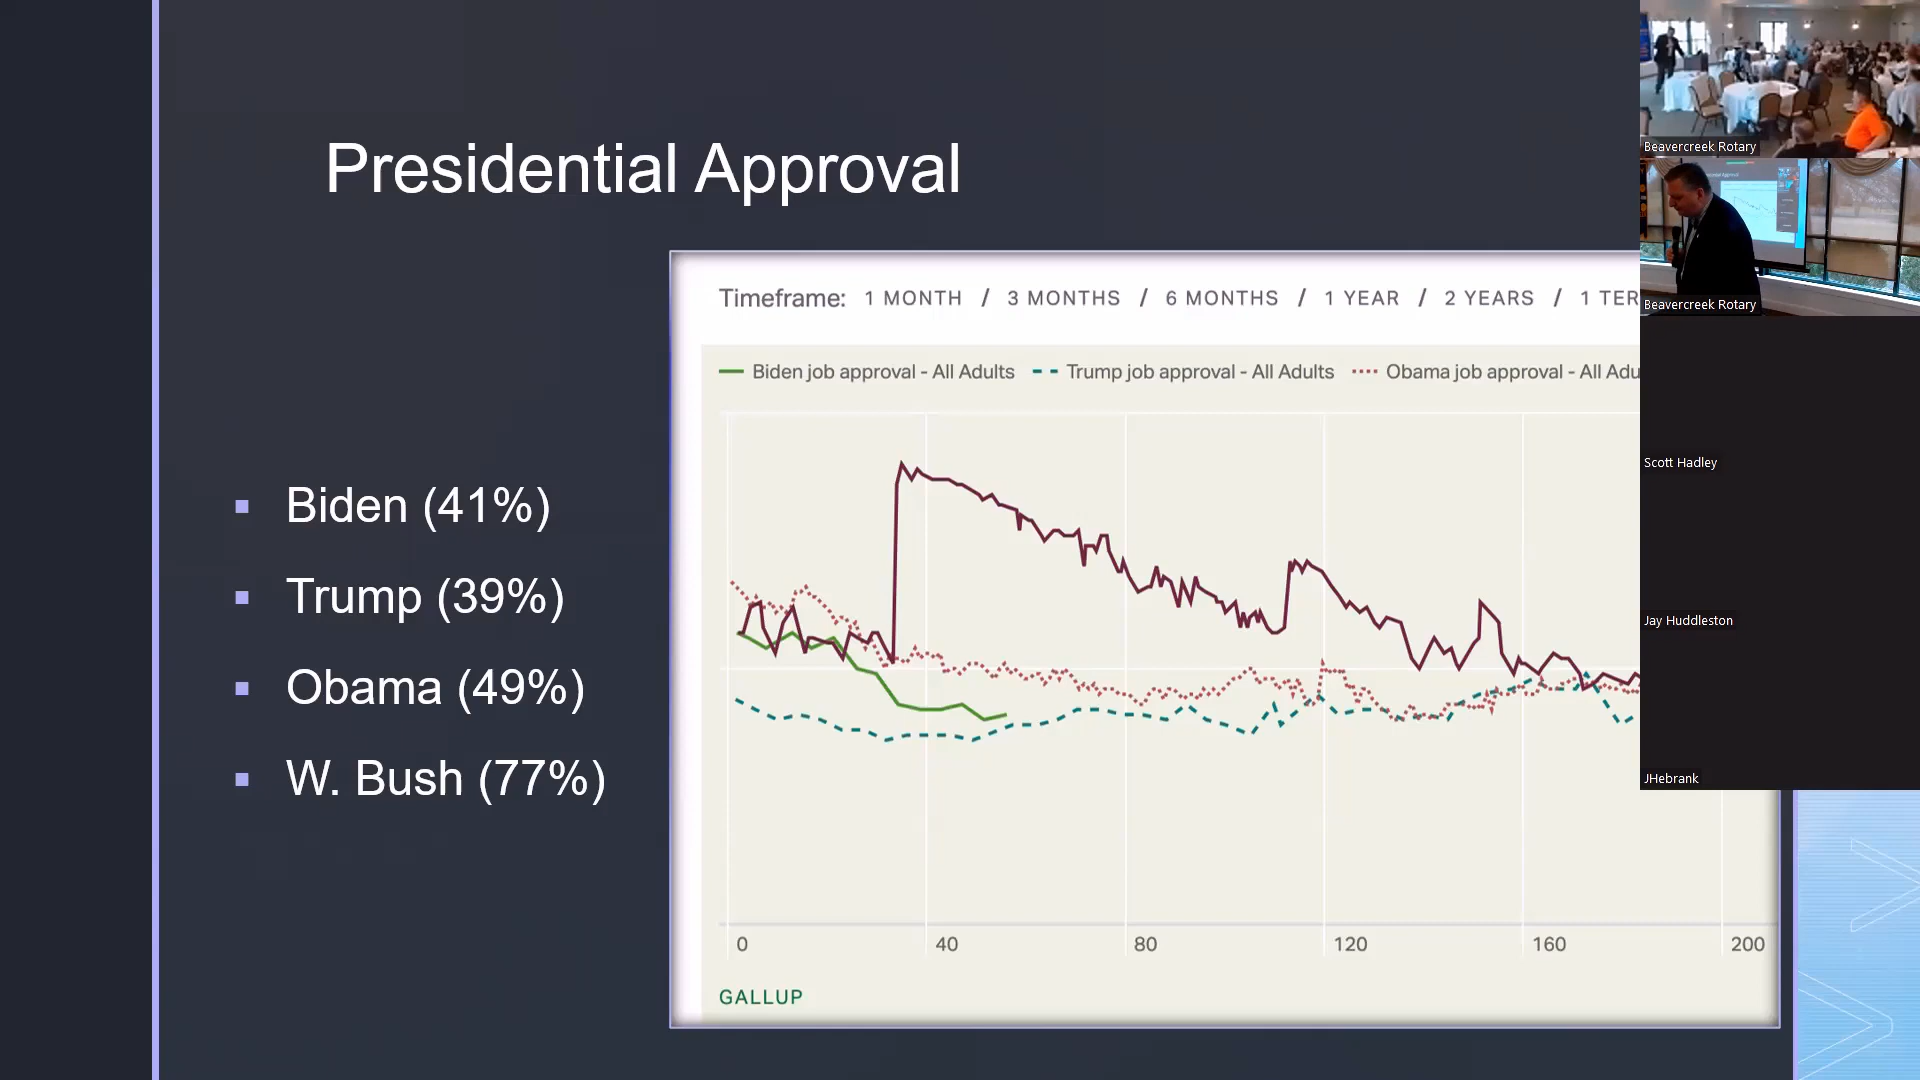 Presidential Approval
▪ Biden (41%)
▪ Trump (39%)
▪ Obama (49%)
▪ W. Bush (77%)
Timeframe: 1 MONTH / 3 MONTHS / 6 MONTHS / 1 YEAR / 2 YEARS / 1 TER
Biden job approval - All Adults Trump job approval - All Adults Obama job approval - All Adu
0 40 80 120 160 200
GALLUP
Beavercreek Rotary
Beavercreek Rotary
Scott Hadley
Jay Huddleston
JHebrank